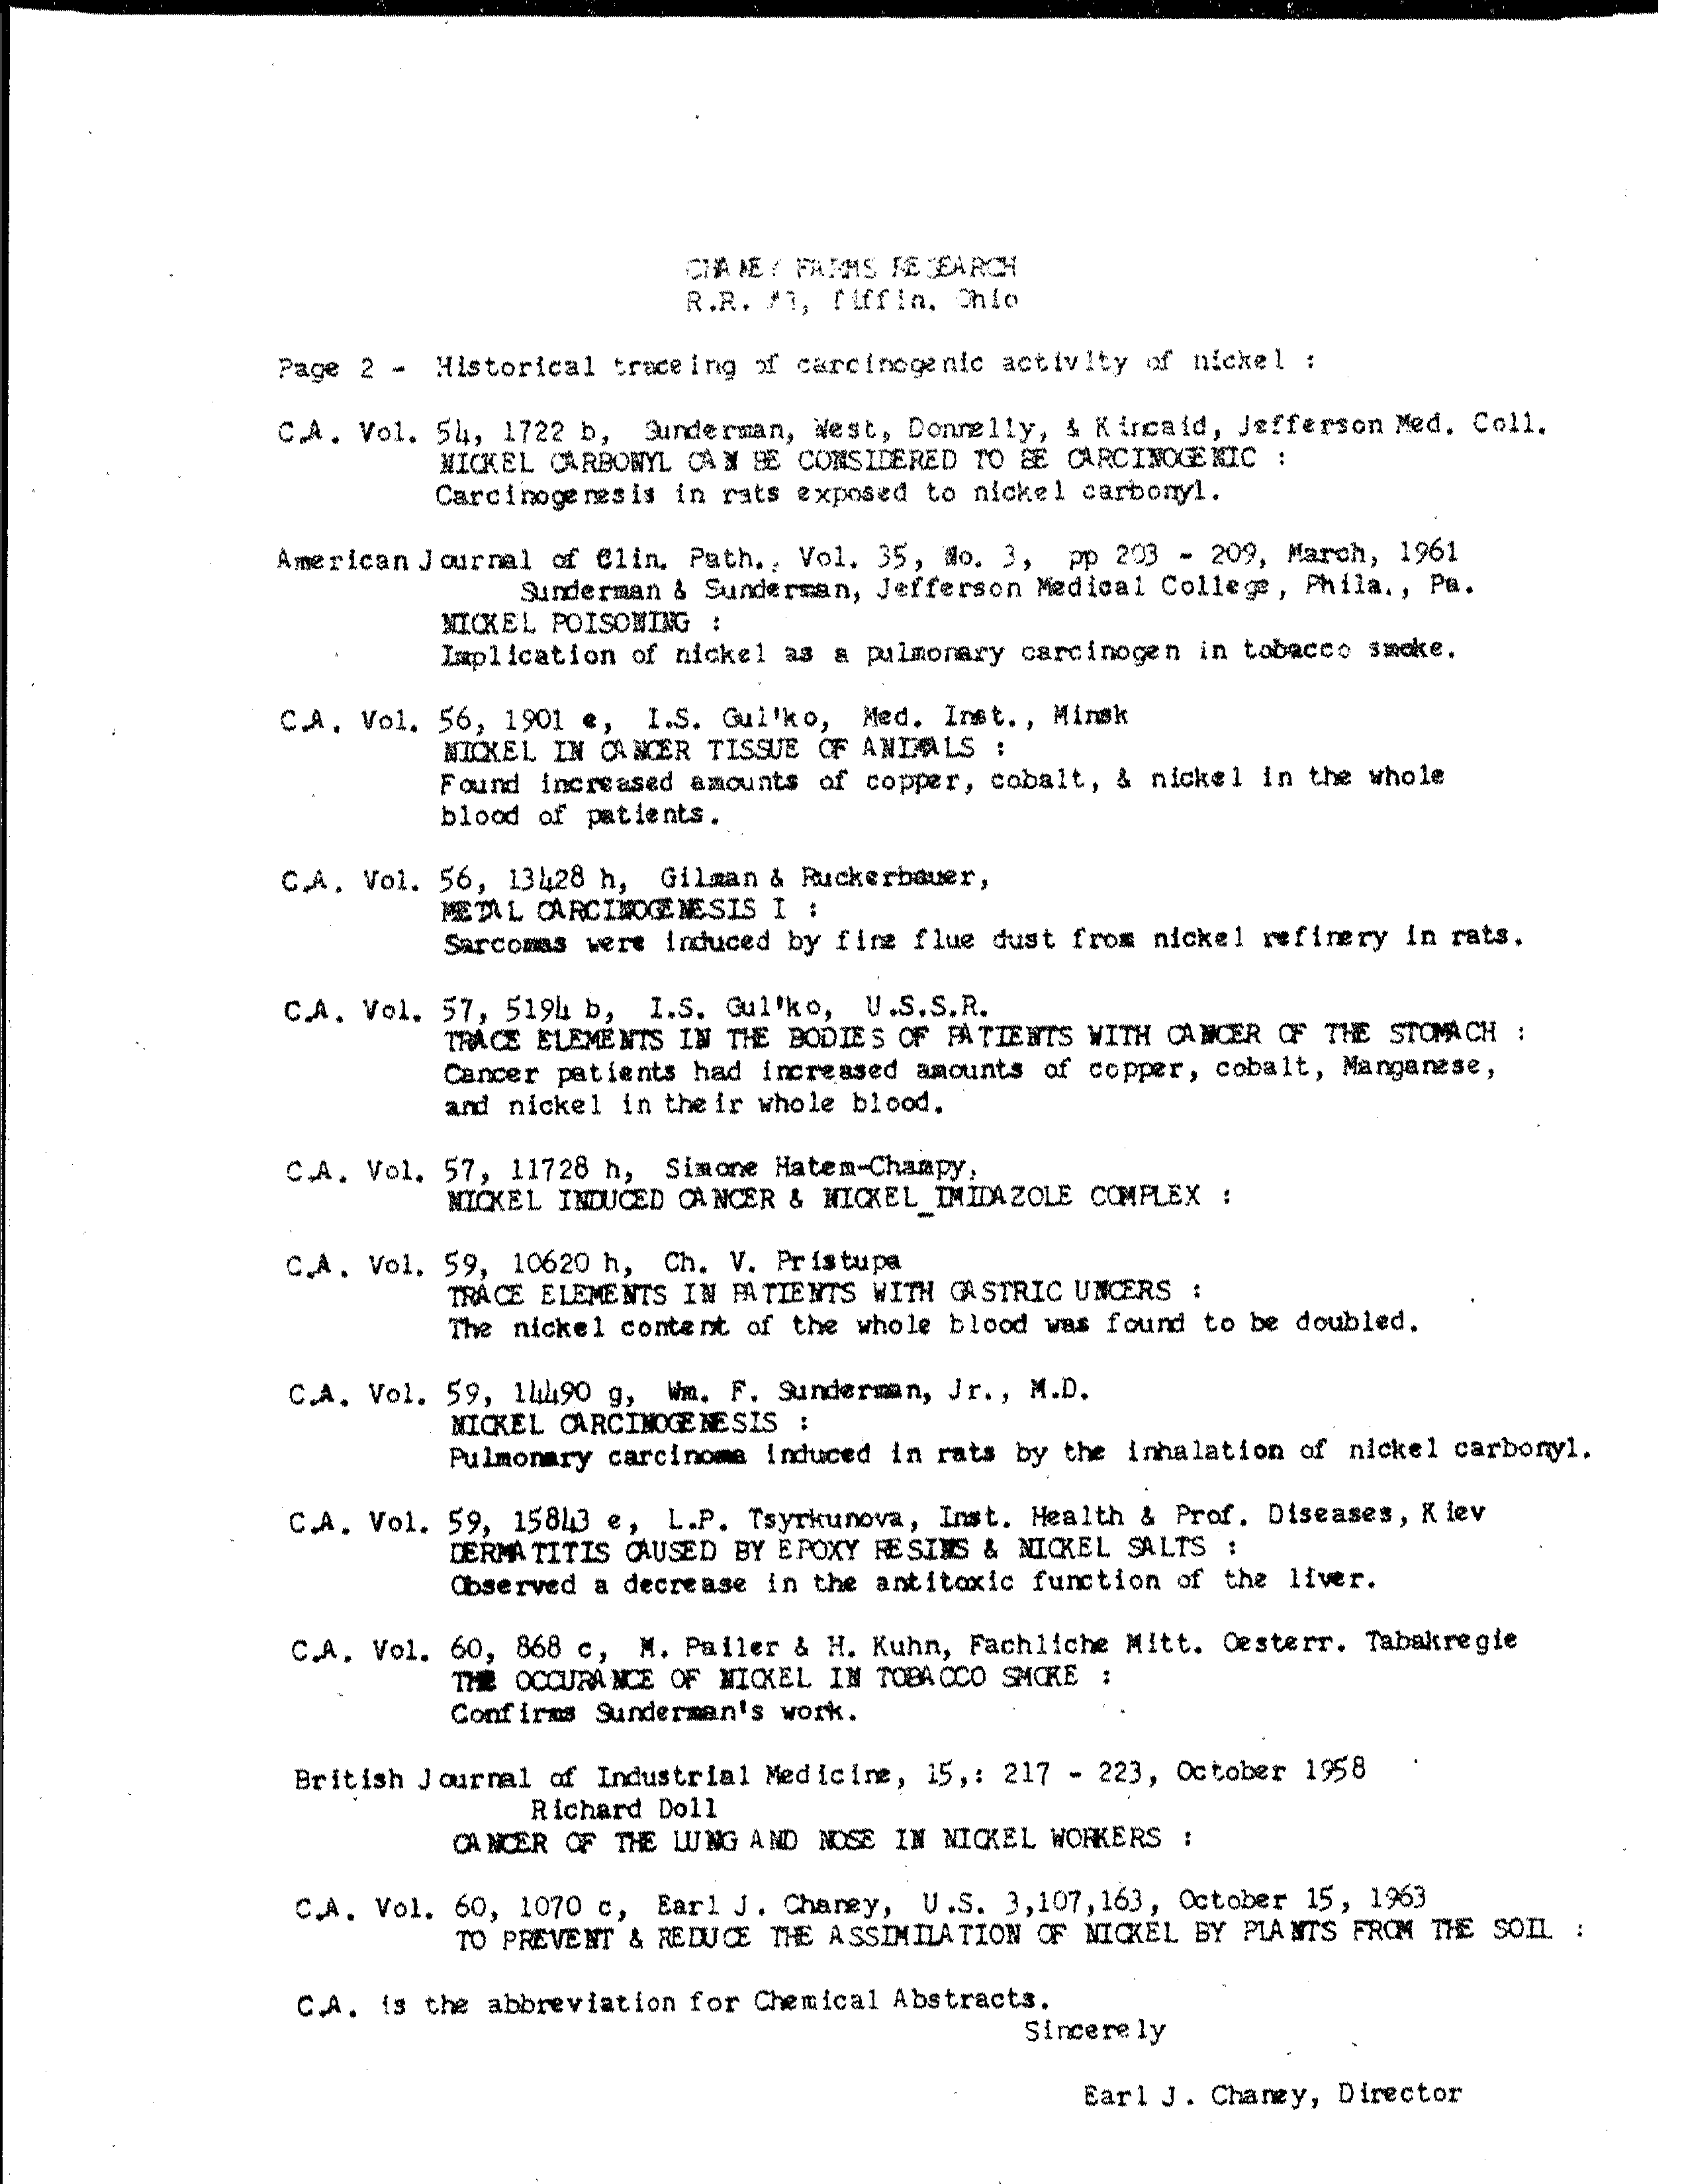 CHANEY FARMS RESEARCH
R.R. #1, Tiffin, Ohio
Page 2 - Historical traceing of carcinogenic activity of nickel :
C.A. Vol. 54, 1722 b, Sunderman, West, Donnelly, & Kincaid, Jefferson Med. Coll.
NICKEL CARBONYL CAN BE CONSIDERED TO BE CARCINOGENIC :
Carcinogenesis in rats exposed to nickel carbonyl.
American Journal of Clin. Path., Vol. 35, No. 3, pp 203 - 209, March, 1961
Sunderman & Sunderman, Jefferson Medical College, Phila., Pa.
NICKEL POISONING :
Implication of nickel as a pulmonary carcinogen in tobacco smoke.
C.A. Vol. 56, 1901 e, I.S. Gul'ko, Med. Inst., Minsk
NICKEL IN CANCER TISSUE OF ANIMALS :
Found increased amounts of copper, cobalt, & nickel in the whole
blood of patients.
C.A. Vol. 56, 13428 h, Gilman & Ruckerbauer,
METAL CARCINOGENESIS I :
Sarcomas were induced by fine flue dust from nickel refinery in rats.
C.A. Vol. 57, 5194 b, I.S. Gul'ko, U.S.S.R.
TRACE ELEMENTS IN THE BODIES OF PATIENTS WITH CANCER OF THE STOMACH :
Cancer patients had increased amounts of copper, cobalt, Manganese,
and nickel in their whole blood.
C.A. Vol. 57, 11728 h, Simone Hatem-Champy,
NICKEL INDUCED CANCER & NICKEL_IMIDAZOLE COMPLEX :
C.A. Vol. 59, 10620 h, Ch. V. Pristupa
TRACE ELEMENTS IN PATIENTS WITH GASTRIC UNCERS :
The nickel content of the whole blood was found to be doubled.
C.A. Vol. 59, 14490 g, Wm. F. Sunderman, Jr., M.D.
NICKEL CARCINOGENESIS :
Pulmonary carcinoma induced in rats by the inhalation of nickel carbonyl.
C.A. Vol. 59, 15843 e, L.P. Tsyrkunova, Inst. Health & Prof. Diseases, Kiev
DERMATITIS CAUSED BY EPOXY RESINS & NICKEL SALTS :
Observed a decrease in the antitoxic function of the liver.
C.A. Vol. 60, 868 c, M. Pailer & H. Kuhn, Fachliche Mitt. Oesterr. Tabakregie
THE OCCURANCE OF NICKEL IN TOBACCO SMOKE :
Confirms Sunderman's work.
British Journal of Industrial Medicine, 15,: 217 - 223, October 1958
Richard Doll
CANCER OF THE LUNG AND NOSE IN NICKEL WORKERS :
C.A. Vol. 60, 1070 c, Earl J. Chaney, U.S. 3,107,163, October 15, 1963
TO PREVENT & REDUCE THE ASSIMILATION OF NICKEL BY PLANTS FROM THE SOIL :
C.A. is the abbreviation for Chemical Abstracts.
Sincerely
Earl J. Chaney, Director